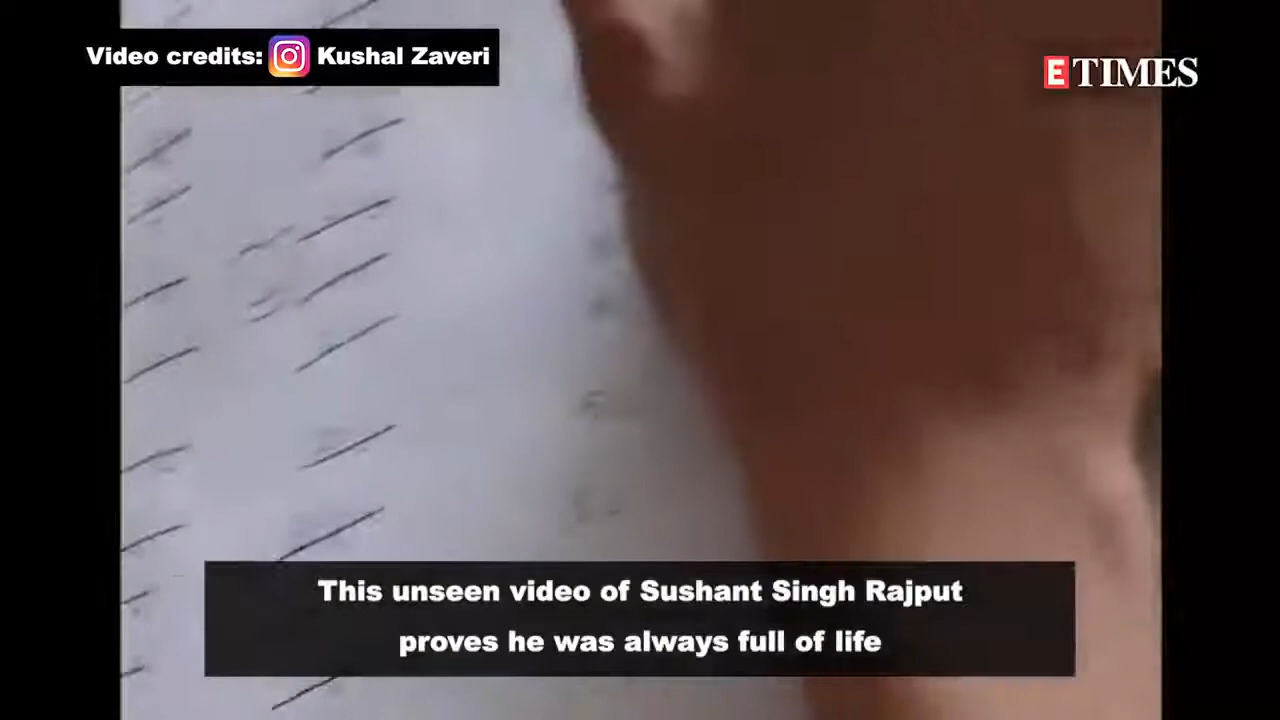 Video credits: Kushal Zaveri
ETIMES
This unseen video of Sushant Singh Rajput
proves he was always full of life